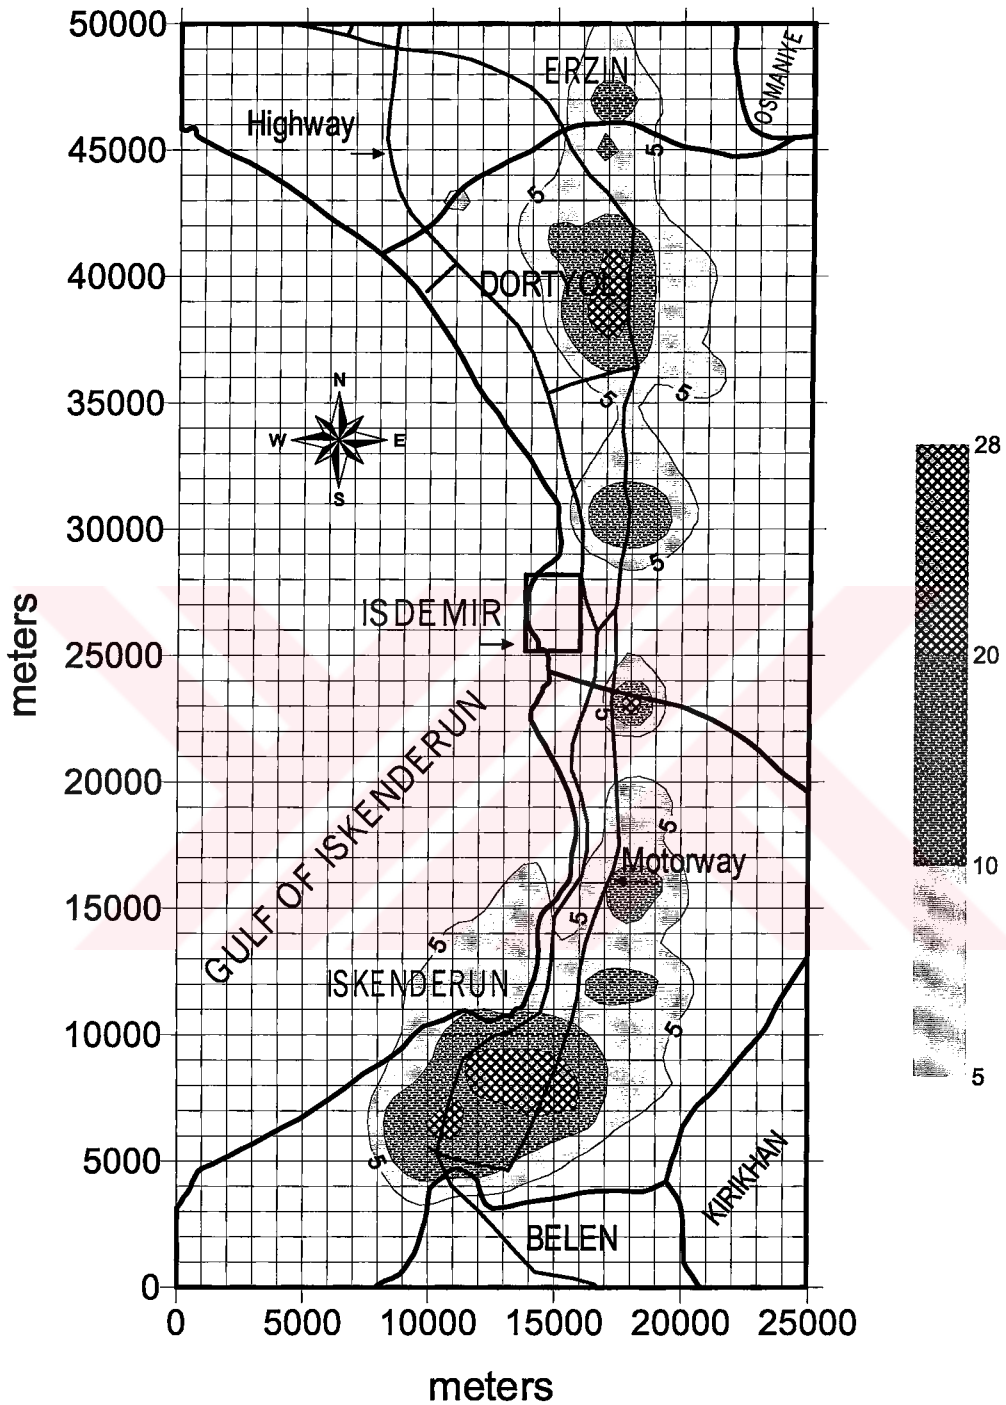 50000
45000
40000
35000
30000
25000
20000
15000
10000
5000
0
meters
0
5000
10000
15000
20000
25000
meters
ERZIN
OSMANIYE
Highway
5
5
DORTYOL
5
5
N
W
E
S
5
ISDEMIR
5
GULF OF ISKENDERUN
5
Motorway
5
5
ISKENDERUN
5
5
KIRIKHAN
BELEN
28
20
10
5